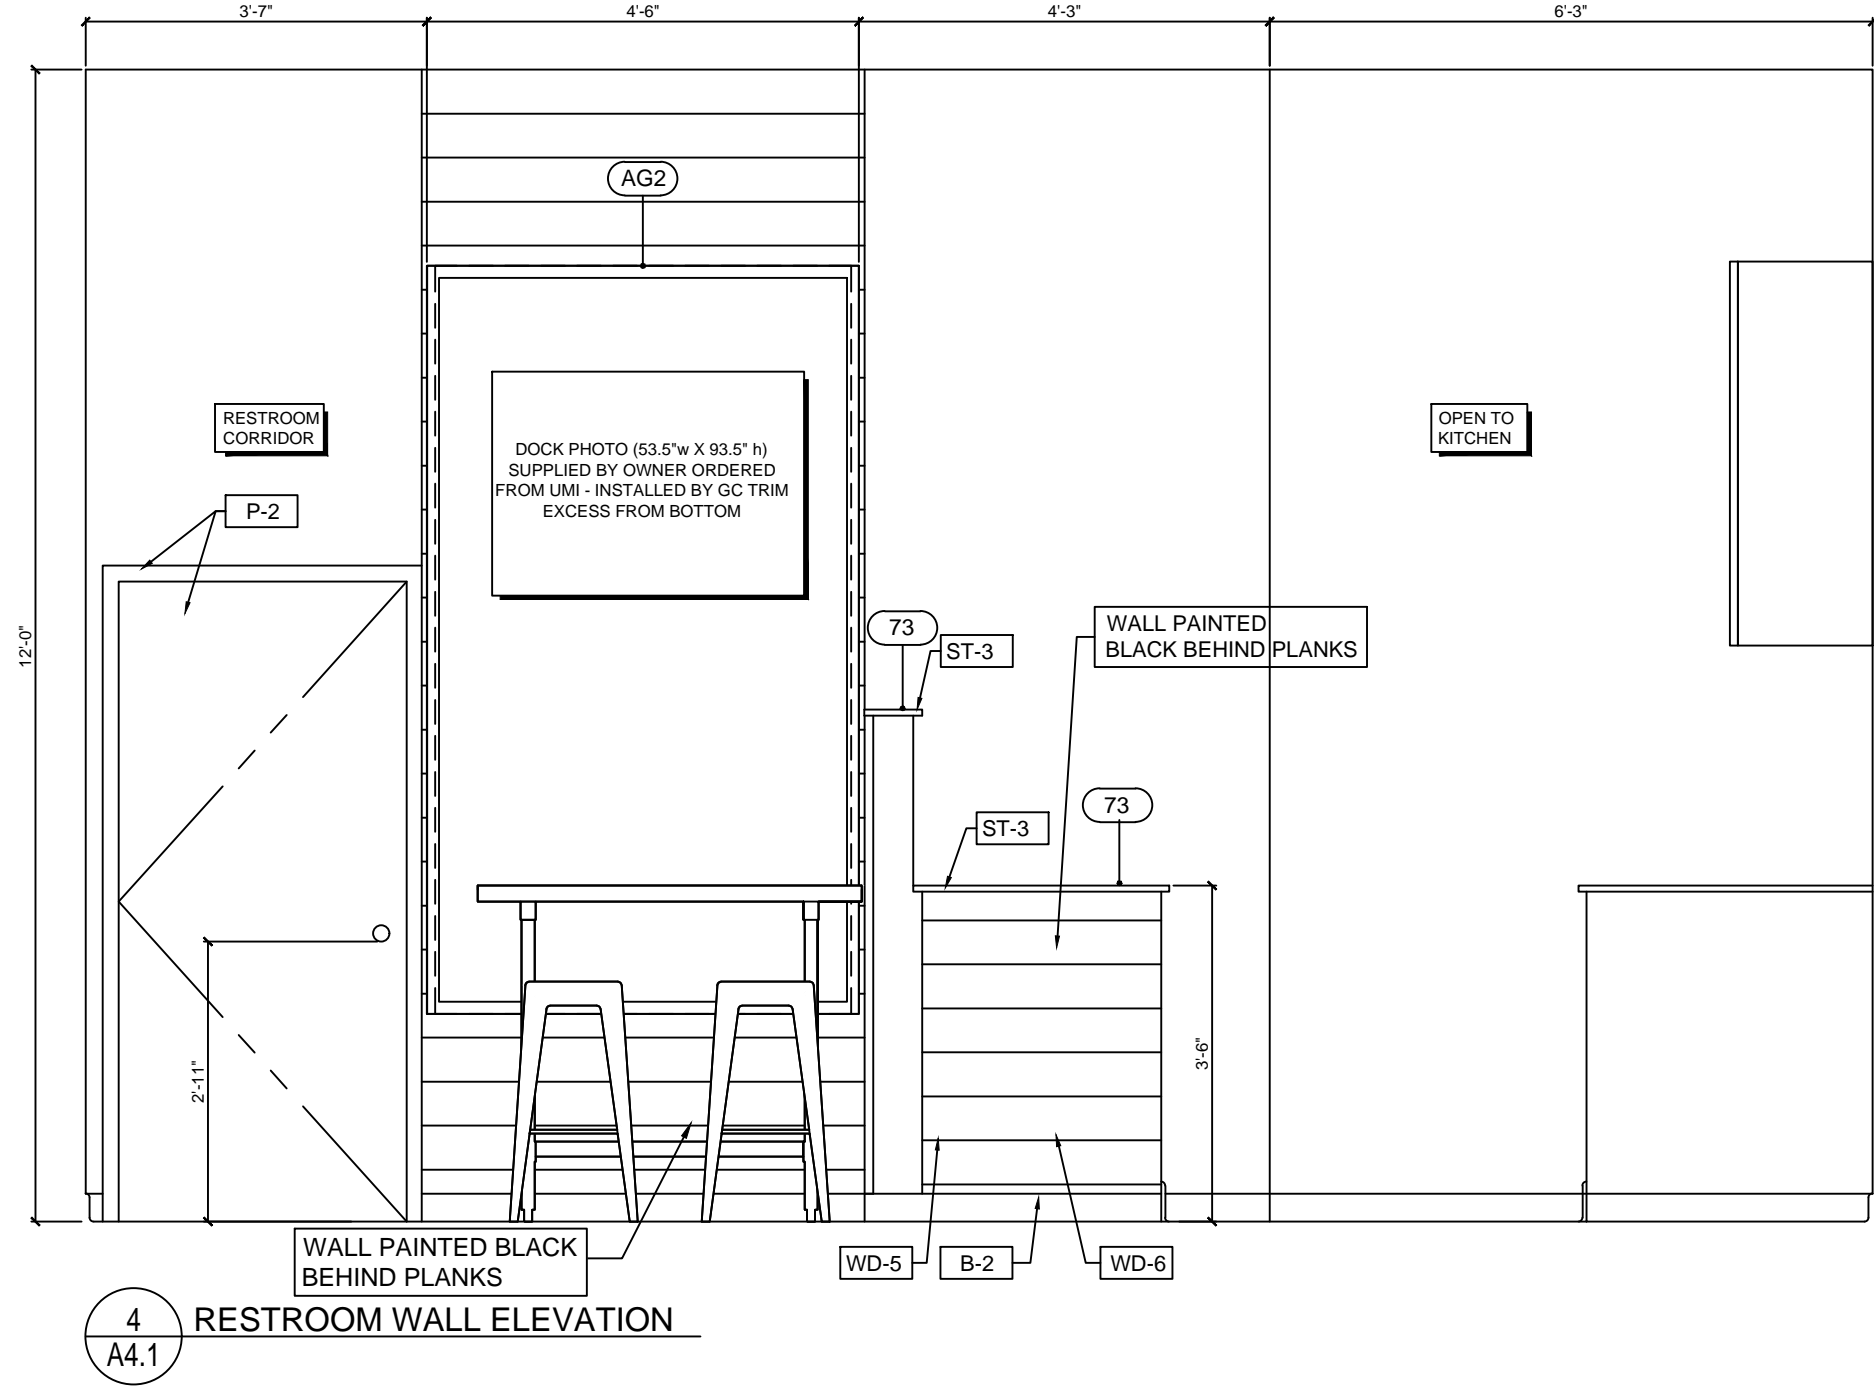 3'-7"
4'-6"
4'-3"
6'-3"
AG2
12'-0"
RESTROOM
CORRIDOR
P-2
DOCK PHOTO (53.5"w X 93.5" h)
SUPPLIED BY OWNER ORDERED
FROM UMI - INSTALLED BY GC TRIM
EXCESS FROM BOTTOM
OPEN TO
KITCHEN
73
ST-3
WALL PAINTED
BLACK BEHIND PLANKS
73
ST-3
2'-11"
3'-6"
WALL PAINTED BLACK
BEHIND PLANKS
WD-5
B-2
WD-6
4
A4.1
RESTROOM WALL ELEVATION